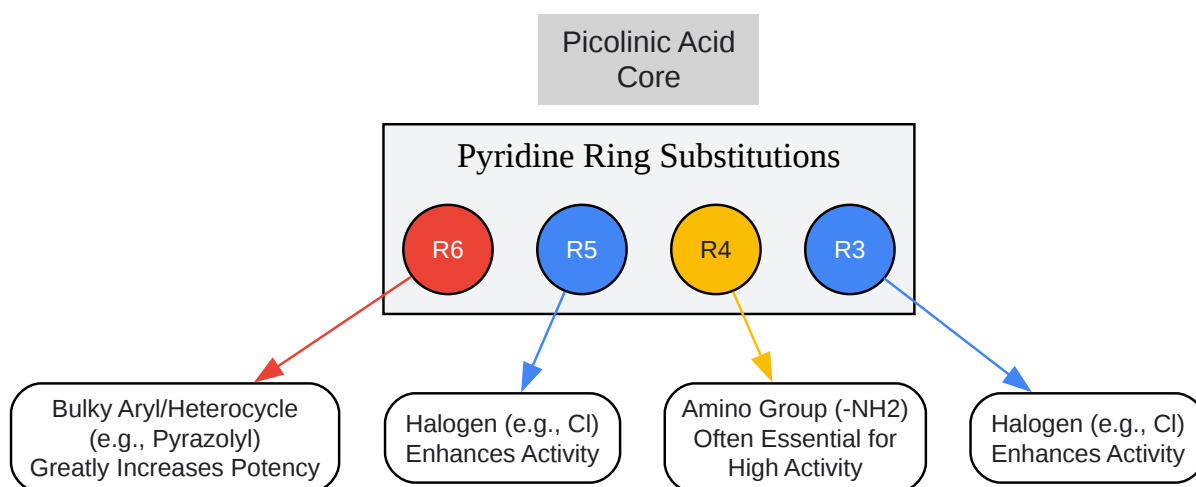 Picolinic Acid
Core
Pyridine Ring Substitutions
R6
R5
R4
R3
Bulky Aryl/Heterocycle
(e.g., Pyrazolyl)
Greatly Increases Potency
Halogen (e.g., Cl)
Enhances Activity
Amino Group (-NH2)
Often Essential for
High Activity
Halogen (e.g., Cl)
Enhances Activity